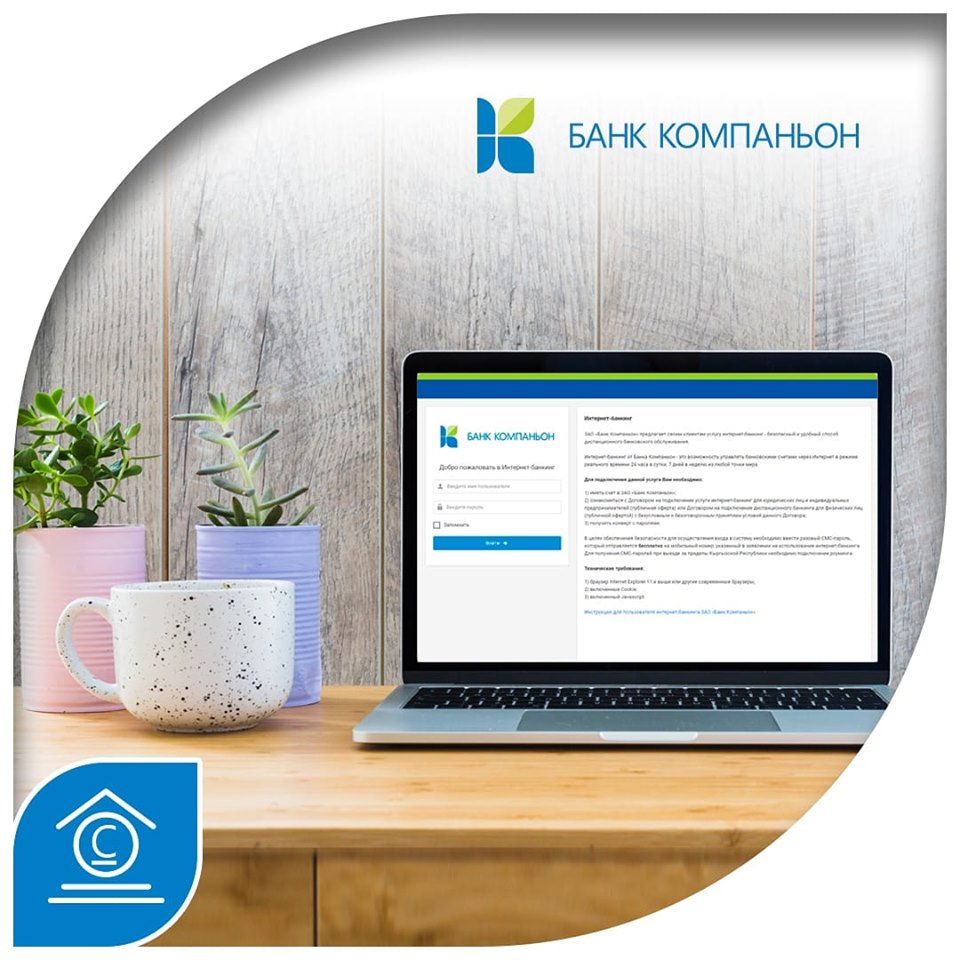 БАНК КОМПАНЬОН
БАНК КОМПАНЬОН
Добро пожаловать в Интернет-банкинг
Введите имя пользователя
Введите пароль
Запомнить
Войти
Интернет-банкинг
ЗАО «Банк Компаньон» предлагает своим клиентам услугу интернет-банкинг - безопасный и удобный способ
дистанционного банковского обслуживания.
Интернет-банкинг от Банка Компаньон - это возможность управлять банковскими счетами через Интернет в режиме
реального времени 24 часа в сутки, 7 дней в неделю из любой точки мира.
Для подключения данной услуги Вам необходимо:
1) иметь счет в ЗАО «Банк Компаньон»;
2) ознакомиться с Договором на подключение услуги интернет-банкинг для юридических лиц и индивидуальных
предпринимателей (публичная оферта) или Договором на подключение дистанционного банкинга для физических лиц
(публичной офертой) с безусловным и безоговорочным принятием условий данного Договора;
3) получить конверт с паролями.
В целях обеспечения безопасности для осуществления входа в систему необходимо ввести разовый СМС-пароль,
который отправляется бесплатно на мобильный номер, указанный в заявлении на использование интернет-банкинга
Для получения СМС-паролей при выезде за пределы Кыргызской Республики необходимо подключение роуминга.
Технические требования:
1) браузер Internet Explorer 11 и выше или другие современные браузеры;
2) включенные Cookie;
3) включенный Javascript
Инструкция для пользователя интернет-банкинга ЗАО «Банк Компаньон»